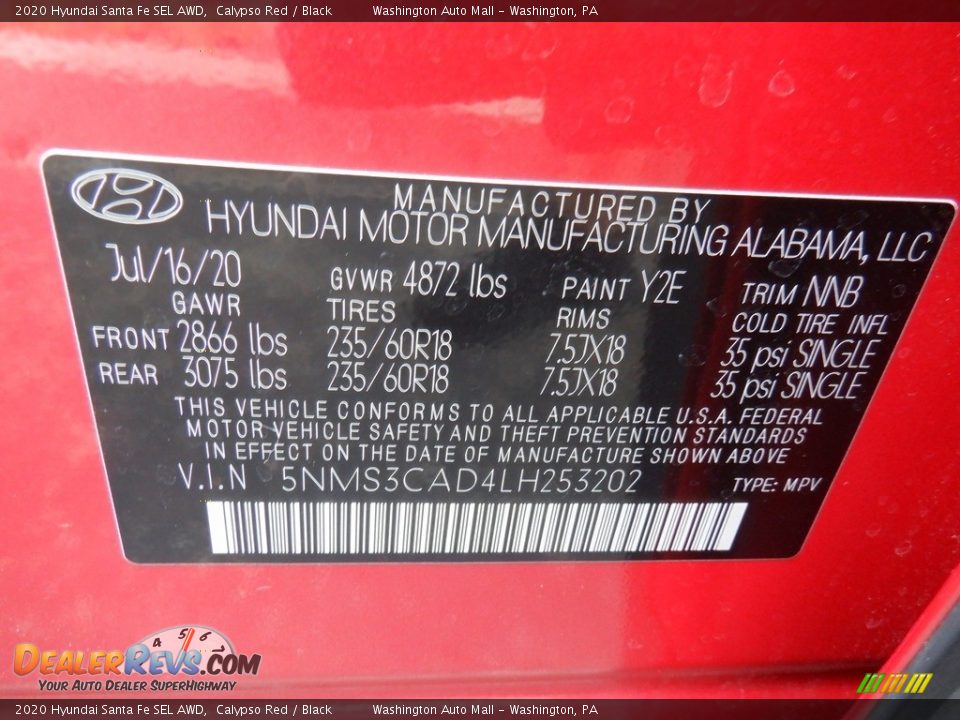 2020 Hyundai Santa Fe SEL AWD, Calypso Red / Black Washington Auto Mall - Washington, PA
MANUFACTURED BY
HYUNDAI MOTOR MANUFACTURING ALABAMA, LLC
Jul/16/20 GVWR 4872 lbs PAINT Y2E TRIM NNB
GAWR TIRES RIMS COLD TIRE INFL
FRONT 2866 lbs 235/60R18 7.5JX18 35 psi SINGLE
REAR 3075 lbs 235/60R18 7.5JX18 35 psi SINGLE
THIS VEHICLE CONFORMS TO ALL APPLICABLE U.S.A. FEDERAL
MOTOR VEHICLE SAFETY AND THEFT PREVENTION STANDARDS
IN EFFECT ON THE DATE OF MANUFACTURE SHOWN ABOVE
V.I.N 5NMS3CAD4LH253202 TYPE: MPV
4 5 6
DEALERREVS.COM
YOUR AUTO DEALER SUPERHIGHWAY
2020 Hyundai Santa Fe SEL AWD, Calypso Red / Black Washington Auto Mall - Washington, PA